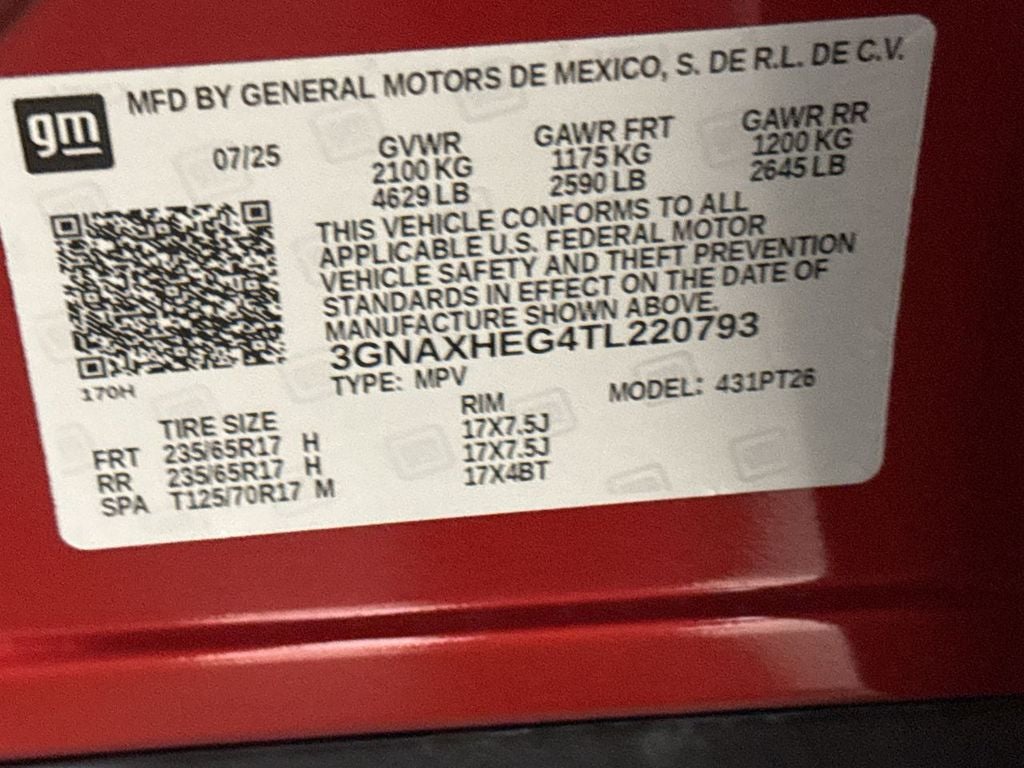 gm
MFD BY GENERAL MOTORS DE MEXICO, S. DE R.L. DE C.V.
07/25
GVWR
2100 KG
4629 LB
GAWR FRT
1175 KG
2590 LB
GAWR RR
1200 KG
2645 LB
THIS VEHICLE CONFORMS TO ALL
APPLICABLE U.S. FEDERAL MOTOR
VEHICLE SAFETY AND THEFT PREVENTION
STANDARDS IN EFFECT ON THE DATE OF
MANUFACTURE SHOWN ABOVE.
3GNAXHEG4TL220793
170H
TYPE: MPV
MODEL: 431PT26
TIRE SIZE RIM
FRT 235/65R17 H 17X7.5J
RR 235/65R17 H 17X7.5J
SPA T125/70R17 M 17X4BT